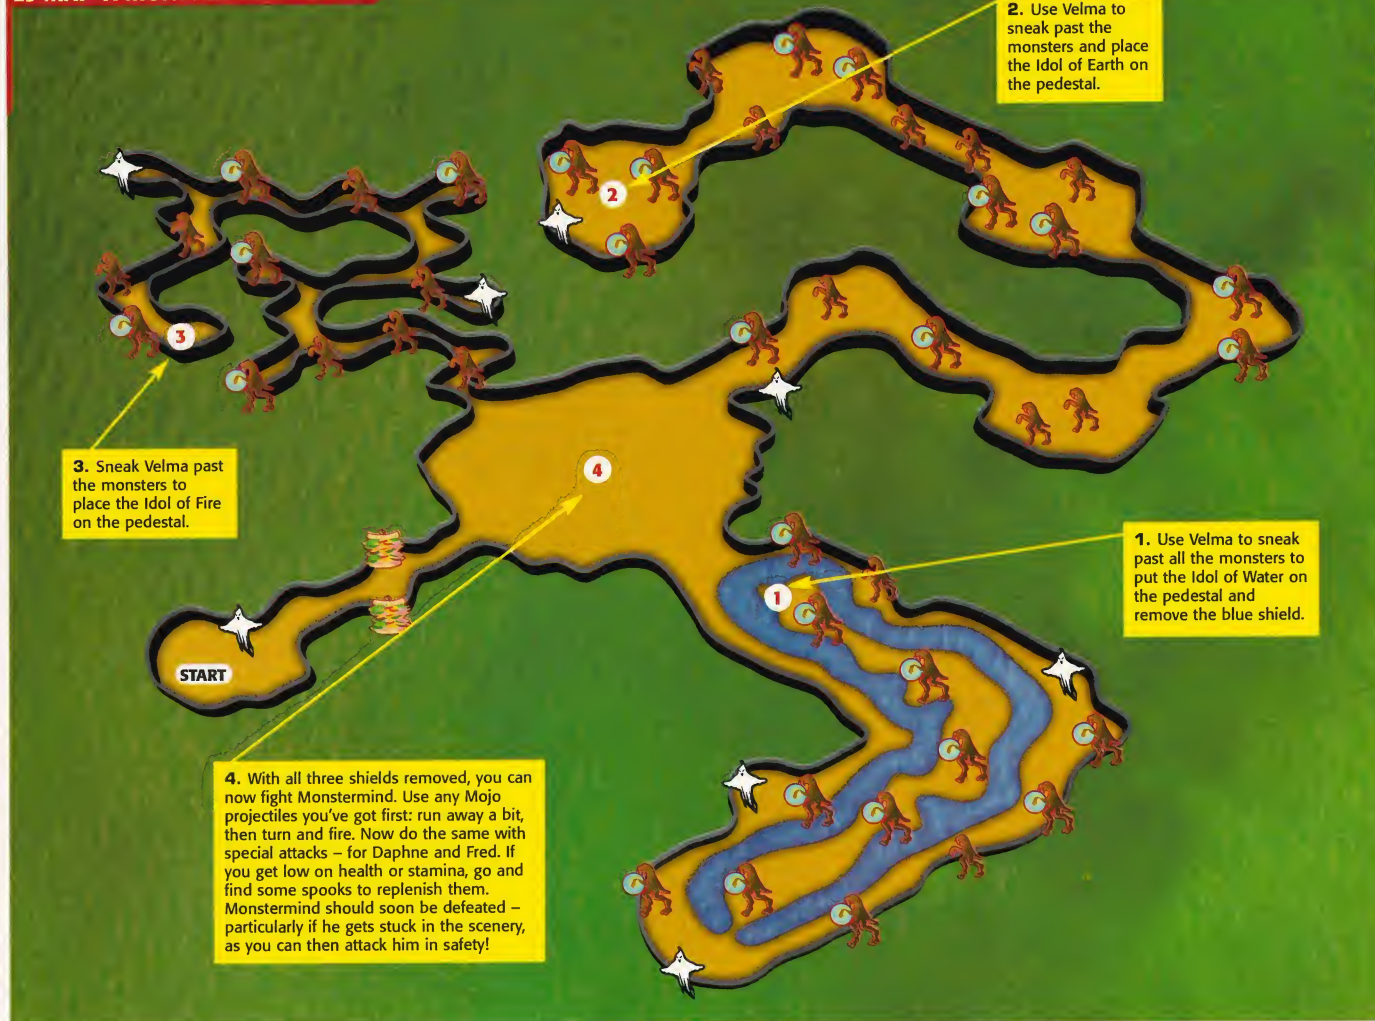 2. Use Velma to
sneak past the
monsters and place
the Idol of Earth on
the pedestal.
2
3
3. Sneak Velma past
the monsters to
place the Idol of Fire
on the pedestal.
4
1. Use Velma to sneak
past all the monsters to
put the Idol of Water on
the pedestal and
remove the blue shield.
1
START
4. With all three shields removed, you can
now fight Monstermind. Use any Mojo
projectiles you've got first: run away a bit,
then turn and fire. Now do the same with
special attacks – for Daphne and Fred. If
you get low on health or stamina, go and
find some spooks to replenish them.
Monstermind should soon be defeated –
particularly if he gets stuck in the scenery,
as you can then attack him in safety!